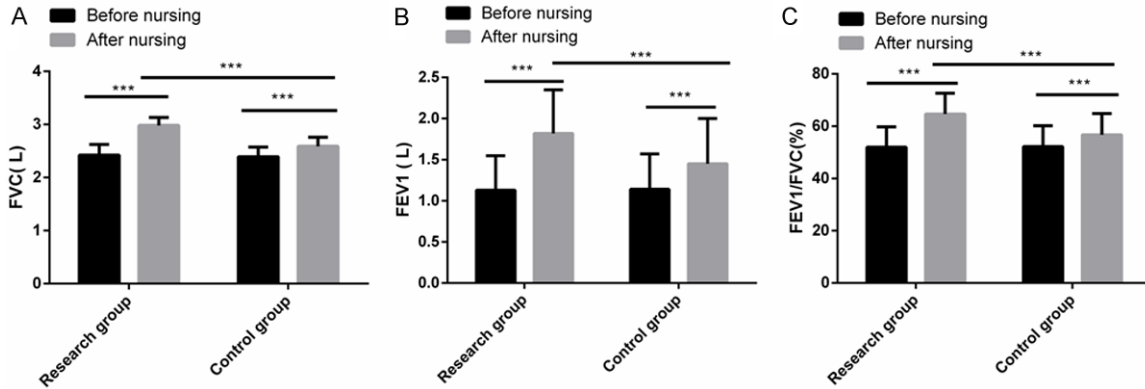 A
Before nursing
After nursing
***
***
***
FVC( L)
4
3
2
1
0
Research group
Control group
B
Before nursing
After nursing
***
***
***
FEV1 ( L)
2.5
2.0
1.5
1.0
0.5
0.0
Research group
Control group
C
Before nursing
After nursing
***
***
***
FEV1/FVC(%)
80
60
40
20
0
Research group
Control group